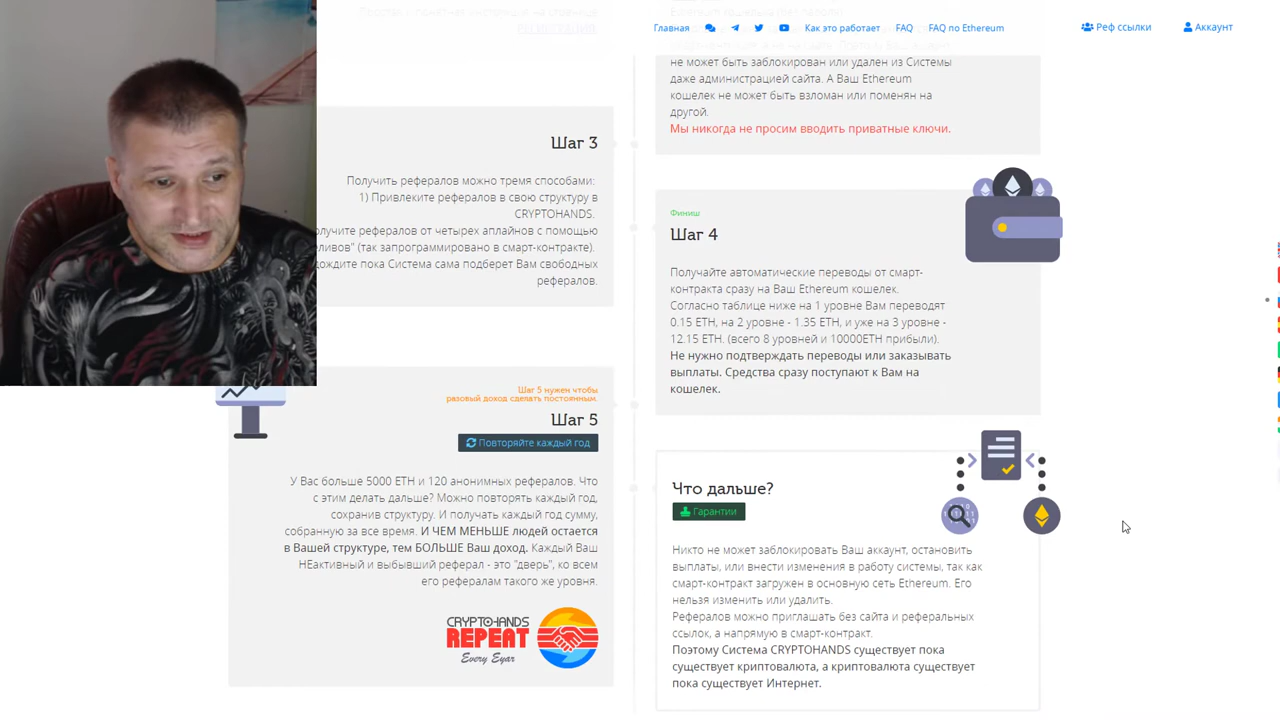 Главная
Как это работает
FAQ
FAQ по Ethereum
Реф ссылки
Аккаунт
не может быть заблокирован или удален из Системы
даже администрацией сайта. А Ваш Ethereum
кошелек не может быть взломан или поменян на
другой.
Мы никогда не просим вводить приватные ключи.
Шаг 3
Получить рефералов можно тремя способами:
1) Привлеките рефералов в свою структуру в
CRYPTOHANDS.
рефералов от четырех аплайнов с помощью
(так запрограммировано в смарт-контракте).
пока Система сама подберет Вам свободных
рефералов.
Финиш
Шаг 4
Получайте автоматические переводы от смарт-
контракта сразу на Ваш Ethereum кошелек.
Согласно таблице ниже на 1 уровне Вам переводят
0.15 ETH, на 2 уровне - 1.35 ETH, и уже на 3 уровне -
12.15 ETH. (всего 8 уровней и 10000ETH прибыли).
Не нужно подтверждать переводы или заказывать
выплаты. Средства сразу поступают к Вам на
кошелек.
Шаг 5 нужен чтобы
разовый доход сделать постоянным.
Шаг 5
Повторяйте каждый год
У Вас больше 5000 ETH и 120 анонимных рефералов. Что
с этим делать дальше? Можно повторять каждый год,
сохранив структуру. И получать каждый год сумму,
собранную за все время. И ЧЕМ МЕНЬШЕ людей остается
в Вашей структуре, тем БОЛЬШЕ Ваш доход. Каждый Ваш
НЕактивный и выбывший реферал - это "дверь", ко всем
его рефералам такого же уровня.
CRYPTOHANDS
REPEAT
Every Eyar
Что дальше?
Гарантии
Никто не может заблокировать Ваш аккаунт, остановить
выплаты, или внести изменения в работу системы, так как
смарт-контракт загружен в основную сеть Ethereum. Его
нельзя изменить или удалить.
Рефералов можно приглашать без сайта и реферальных
ссылок, а напрямую в смарт-контракт.
Поэтому Система CRYPTOHANDS существует пока
существует криптовалюта, а криптовалюта существует
пока существует Интернет.